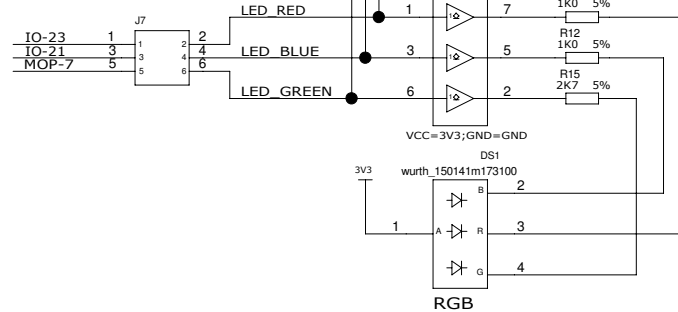 1K0 5%
J7
LED_RED
1
7
IO-23
1
1
2
2
R12
1K0 5%
IO-21
3
3
4
4
LED_BLUE
3
5
MOP-7
5
5
6
6
R15
2K7 5%
LED_GREEN
6
2
VCC=3V3;GND=GND
DS1
3V3
wurth_150141m173100
B
2
1
A
R
3
G
4
RGB